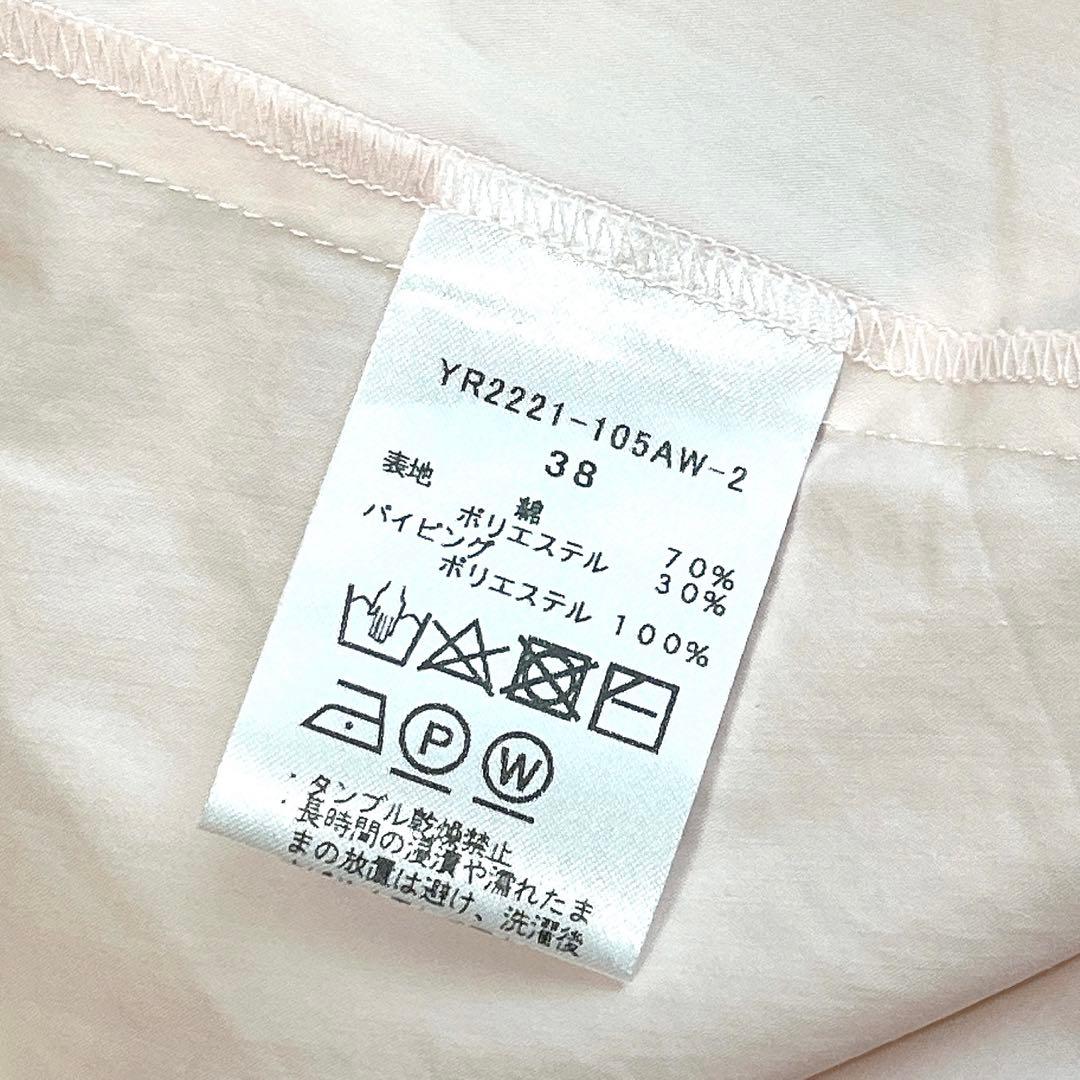 YR2221-105AW-2
38
表地
綿 70%
ポリエステル 30%
パイピング
ポリエステル 100%
P W
・タンブル乾燥禁止
・長時間の浸漬や濡れたま
まの放置は避け、洗濯後